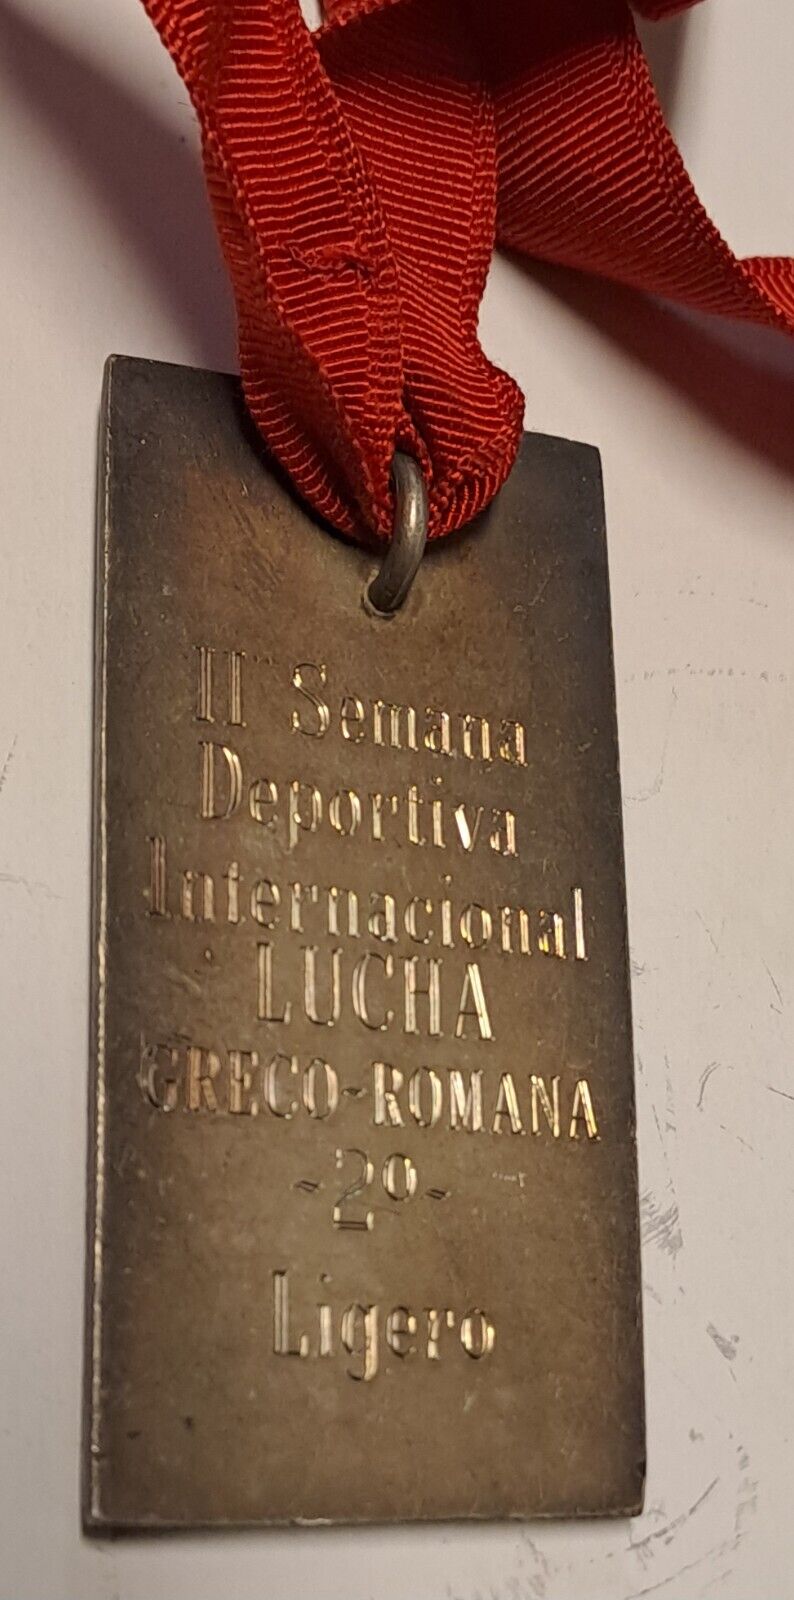 II Semana
Deportiva
Internacional
LUCHA
GRECO-ROMANA
-2º-
Ligero